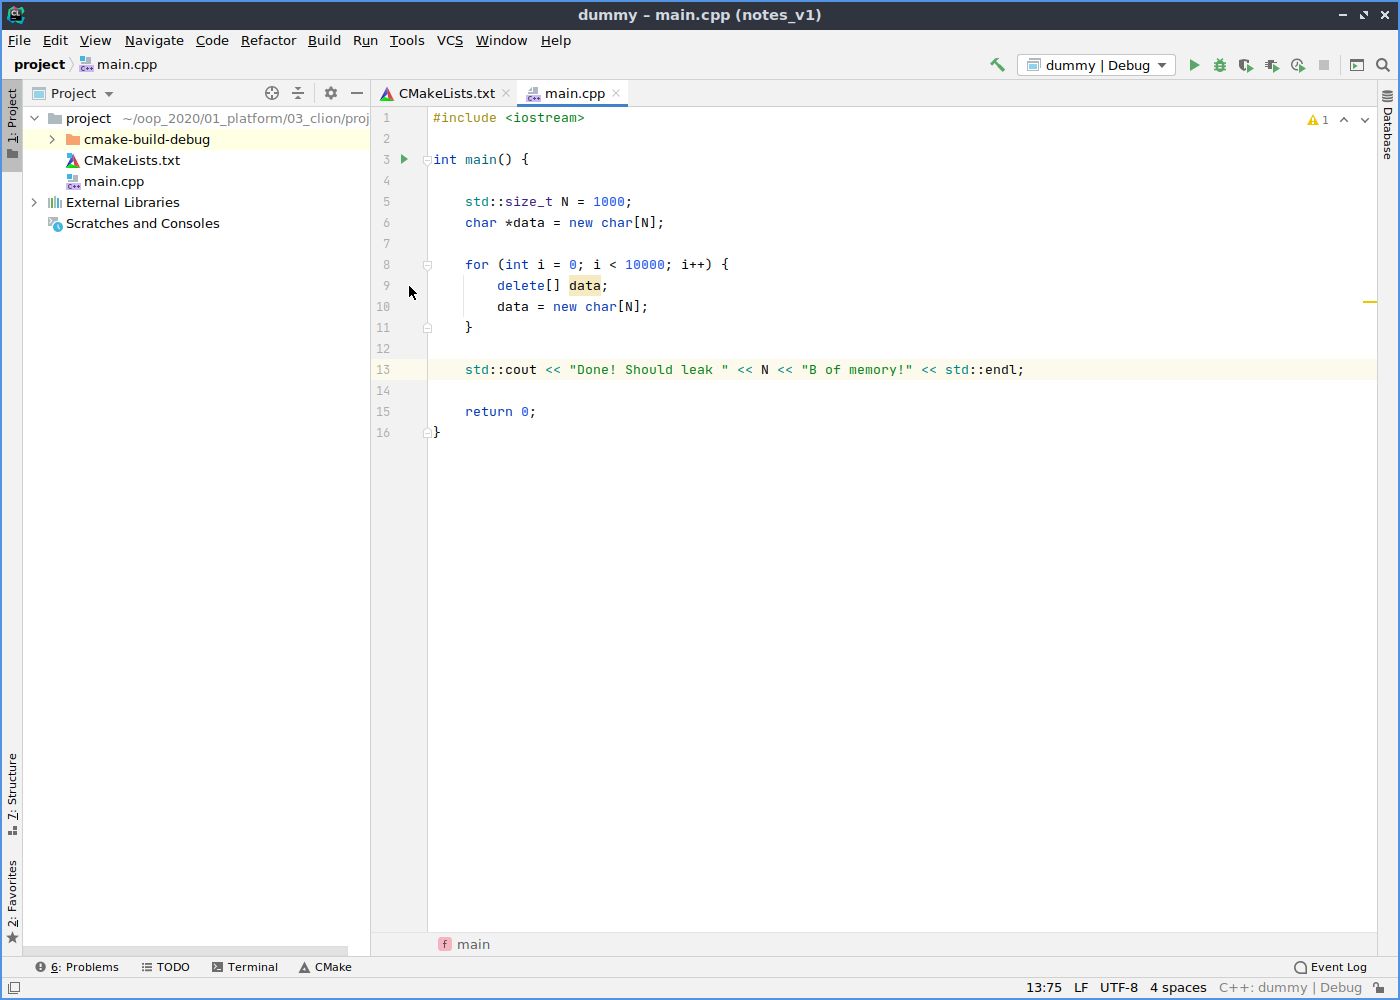 dummy – main.cpp (notes_v1)
File Edit View Navigate Code Refactor Build Run Tools VCS Window Help
project main.cpp
dummy | Debug
1: Project
Project
project ~/oop_2020/01_platform/03_clion/proj
cmake-build-debug
CMakeLists.txt
main.cpp
External Libraries
Scratches and Consoles
7: Structure
2: Favorites
CMakeLists.txt main.cpp
1 #include <iostream>
2
3 int main() {
4
5 std::size_t N = 1000;
6 char *data = new char[N];
7
8 for (int i = 0; i < 10000; i++) {
9 delete[] data;
10 data = new char[N];
11 }
12
13 std::cout << "Done! Should leak " << N << "B of memory!" << std::endl;
14
15 return 0;
16 }
1
Database
f main
6: Problems TODO Terminal CMake Event Log
13:75 LF UTF-8 4 spaces C++: dummy | Debug